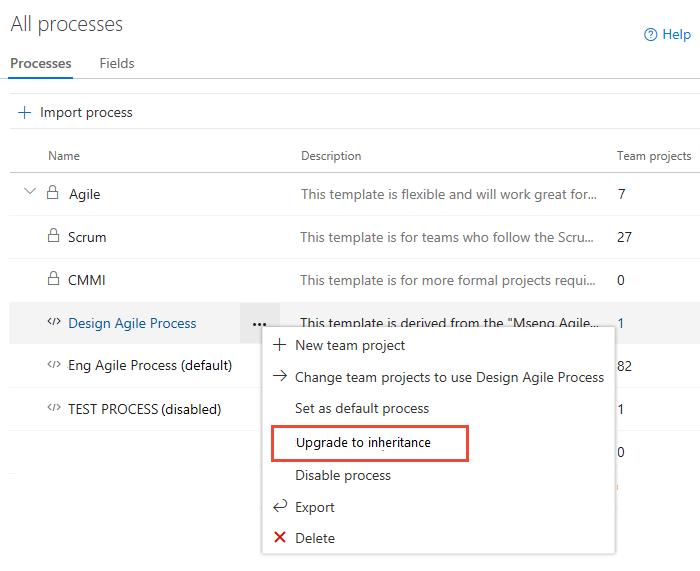 All processes
Help
Processes Fields
Import process
Name Description Team projects
Agile This template is flexible and will work great for... 7
Scrum This template is for teams who follow the Scru... 27
CMMI This template is for more formal projects requi... 0
Design Agile Process ... This template is derived from the "Mseng Agile... 1
New team project
Eng Agile Process (default) 82
Change team projects to use Design Agile Process
TEST PROCESS (disabled) 1
Set as default process
Upgrade to inheritance
0
Disable process
Export
Delete